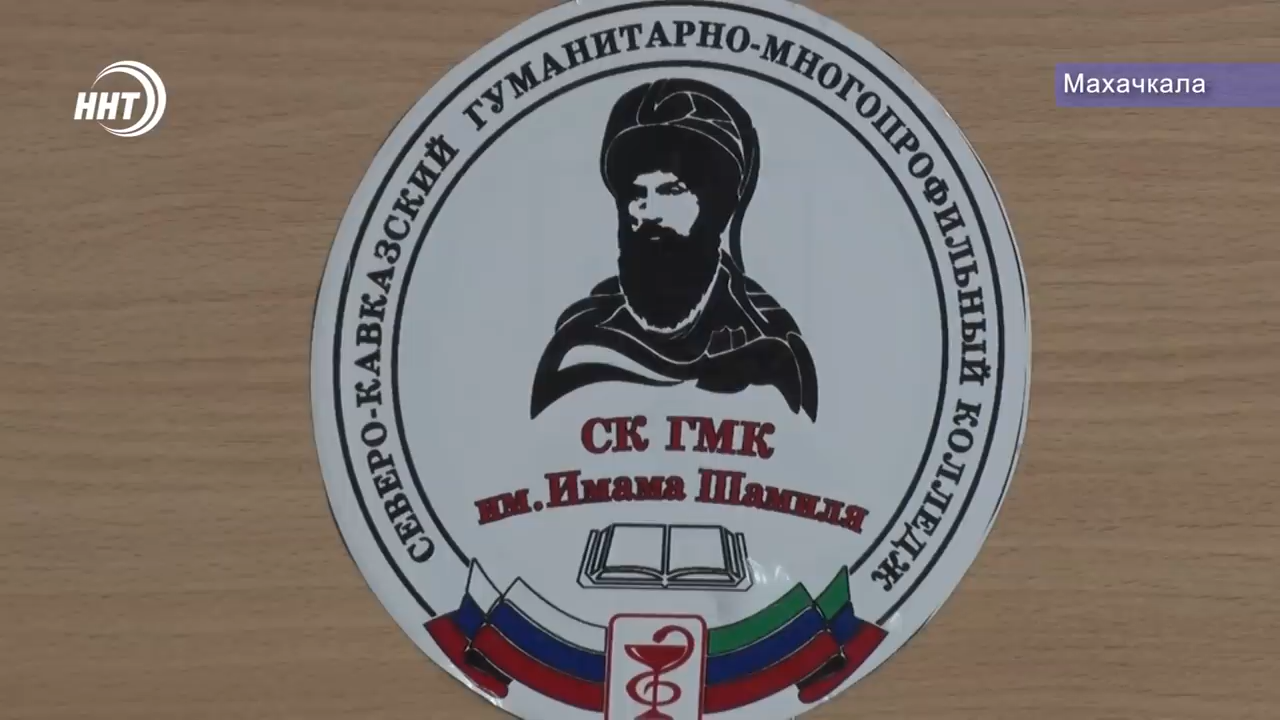 ННТ
Махачкала
СЕВЕРО-КАВКАЗСКИЙ ГУМАНИТАРНО-МНОГОПРОФИЛЬНЫЙ КОЛЛЕДЖ
СК ГМК
им. Имама Шамиля